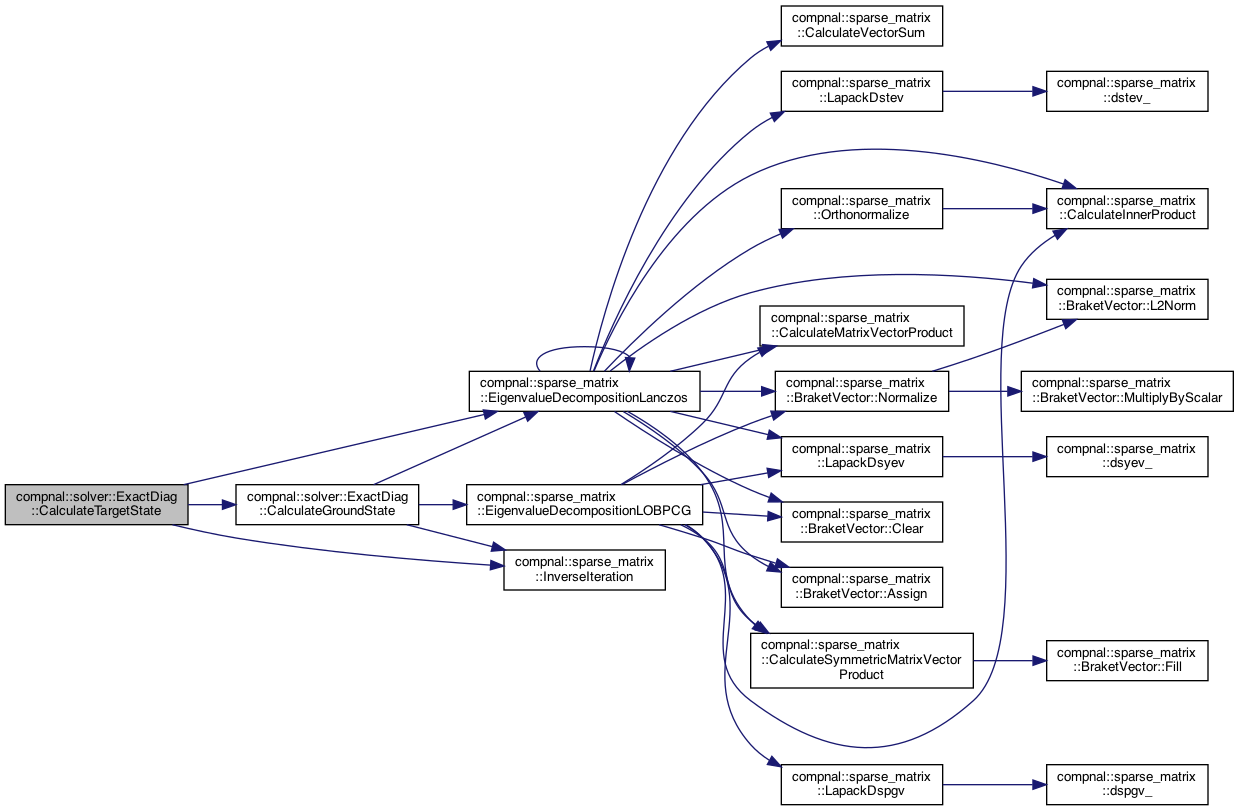 compnal::sparse_matrix
::CalculateVectorSum
compnal::sparse_matrix
::LapackDstev
compnal::sparse_matrix
::dstev_
compnal::sparse_matrix
::Orthonormalize
compnal::sparse_matrix
::CalculateInnerProduct
compnal::sparse_matrix
::BraketVector::L2Norm
compnal::sparse_matrix
::CalculateMatrixVectorProduct
compnal::sparse_matrix
::EigenvalueDecompositionLanczos
compnal::sparse_matrix
::BraketVector::Normalize
compnal::sparse_matrix
::BraketVector::MultiplyByScalar
compnal::sparse_matrix
::LapackDsyev
compnal::sparse_matrix
::dsyev_
compnal::solver::ExactDiag
::CalculateTargetState
compnal::solver::ExactDiag
::CalculateGroundState
compnal::sparse_matrix
::EigenvalueDecompositionLOBPCG
compnal::sparse_matrix
::BraketVector::Clear
compnal::sparse_matrix
::InverseIteration
compnal::sparse_matrix
::BraketVector::Assign
compnal::sparse_matrix
::CalculateSymmetricMatrixVector
Product
compnal::sparse_matrix
::BraketVector::Fill
compnal::sparse_matrix
::LapackDspgv
compnal::sparse_matrix
::dspgv_